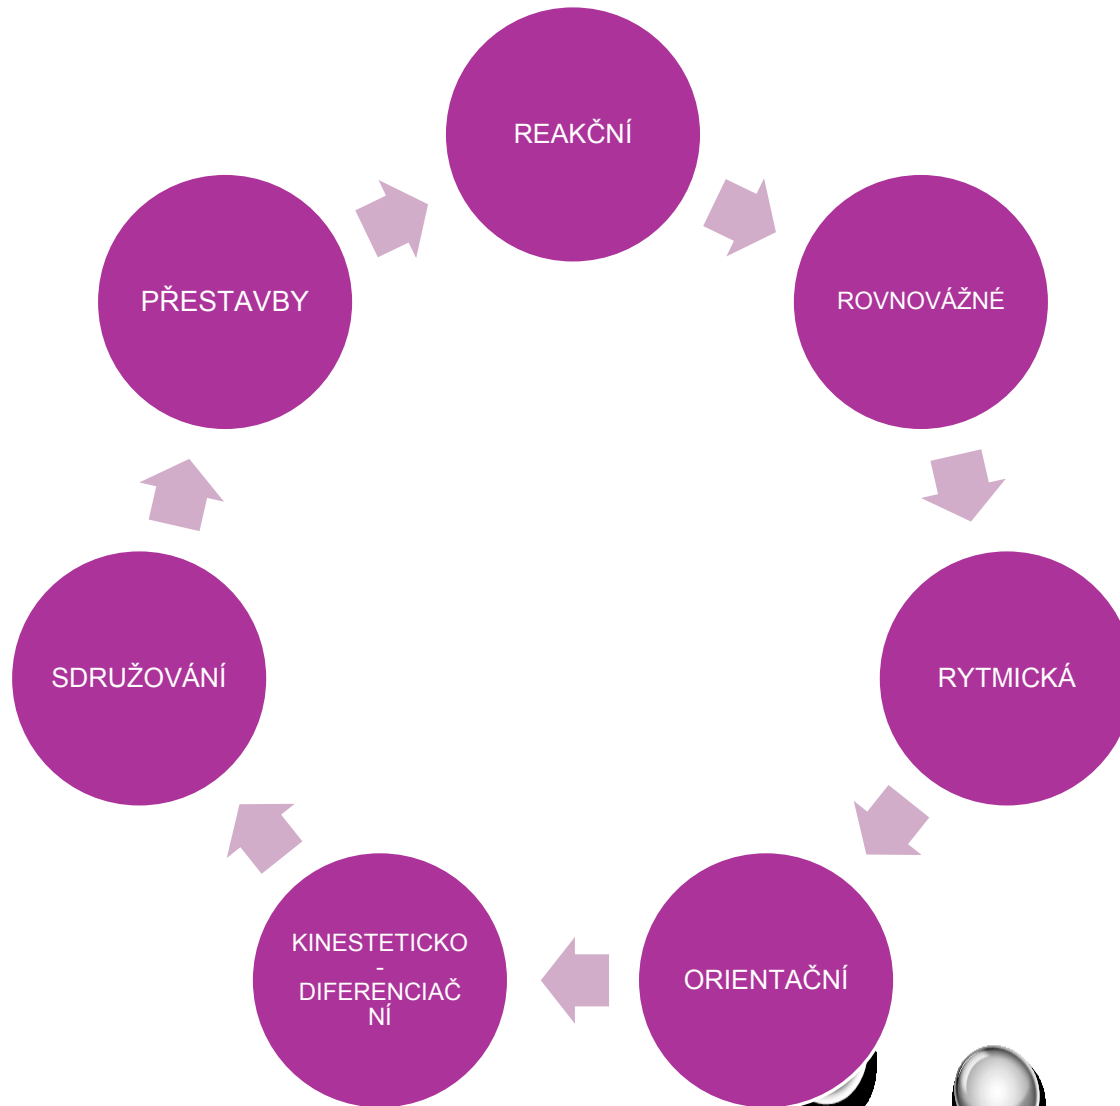 REAKČNÍ
ROVNOVÁŽNÉ
RYTMICKÁ
ORIENTAČNÍ
KINESTETICKO
-
DIFERENCIAČ
NÍ
SDRUŽOVÁNÍ
PŘESTAVBY